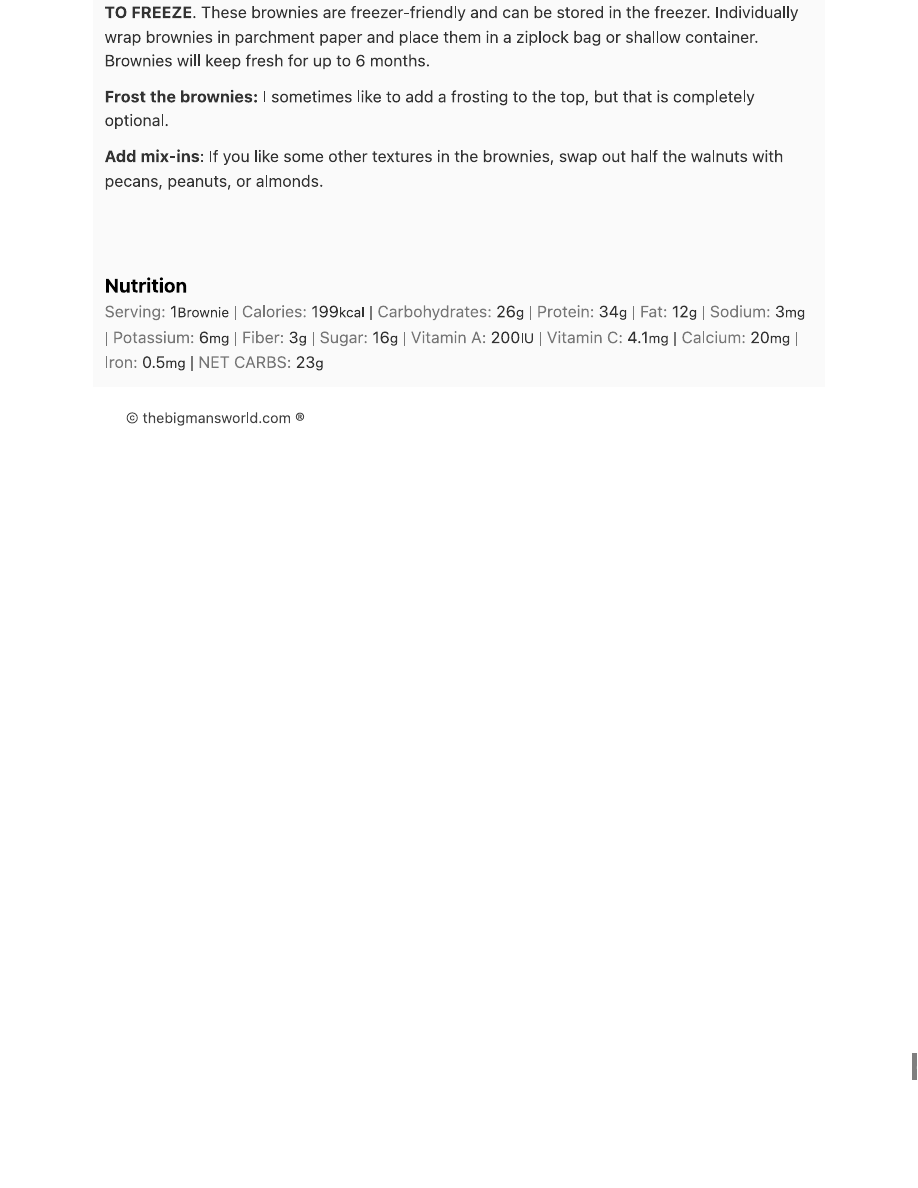 TO FREEZE. These brownies are freezer-friendly and can be stored in the freezer. Individually
wrap brownies in parchment paper and place them in a ziplock bag or shallow container.
Brownies will keep fresh for up to 6 months.
Frost the brownies: I sometimes like to add a frosting to the top, but that is completely
optional.
Add mix-ins: If you like some other textures in the brownies, swap out half the walnuts with
pecans, peanuts, or almonds.
Nutrition
Serving: 1Brownie | Calories: 199kcal | Carbohydrates: 26g | Protein: 34g | Fat: 12g | Sodium: 3mg
| Potassium: 6mg | Fiber: 3g | Sugar: 16g | Vitamin A: 200IU | Vitamin C: 4.1mg | Calcium: 20mg |
Iron: 0.5mg | NET CARBS: 23g
© thebigmansworld.com ®